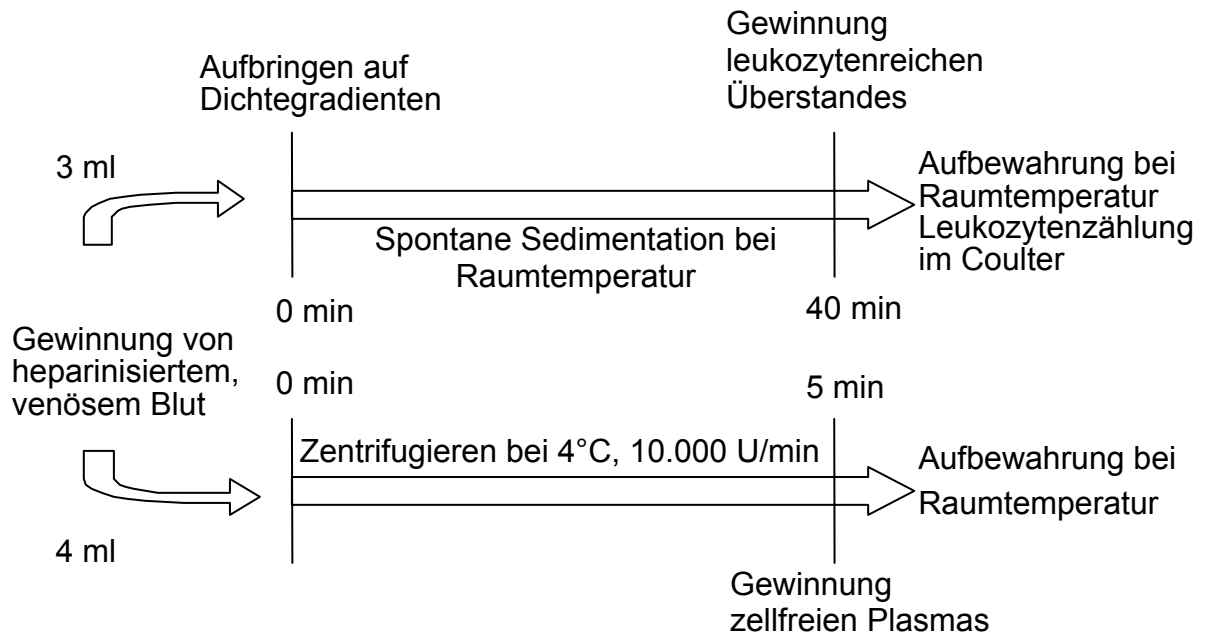 Gewinnung
leukozytenreichen
Überstandes
Aufbringen auf
Dichtegradienten
3 ml
Aufbewahrung bei
Raumtemperatur
Leukozytenzählung
im Coulter
Spontane Sedimentation bei
Raumtemperatur
0 min
40 min
Gewinnung von
heparinisiertem,
venösem Blut
0 min
5 min
Zentrifugieren bei 4°C, 10.000 U/min
Aufbewahrung bei
Raumtemperatur
4 ml
Gewinnung
zellfreien Plasmas